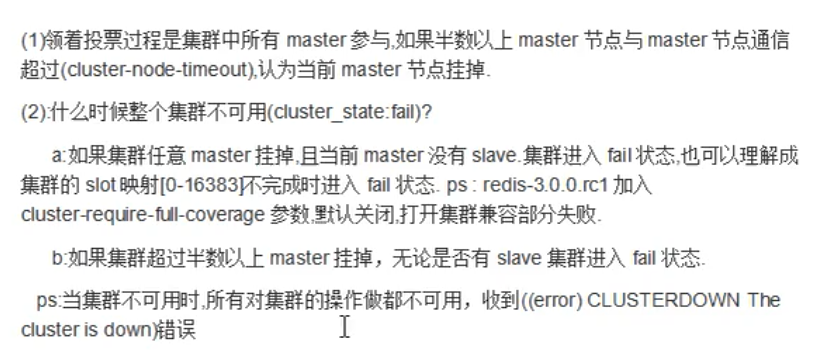 (1)领着投票过程是集群中所有 master 参与,如果半数以上 master 节点与 master 节点通信
超过(cluster-node-timeout),认为当前 master 节点挂掉.
(2):什么时候整个集群不可用(cluster_state:fail)?
a:如果集群任意 master 挂掉,且当前 master 没有 slave.集群进入 fail 状态,也可以理解成
集群的 slot 映射[0-16383]不完成时进入 fail 状态. ps : redis-3.0.0.rc1 加入
cluster-require-full-coverage 参数,默认关闭,打开集群兼容部分失败.
b:如果集群超过半数以上 master 挂掉，无论是否有 slave 集群进入 fail 状态.
ps:当集群不可用时,所有对集群的操作做都不可用，收到((error) CLUSTERDOWN The
cluster is down)错误